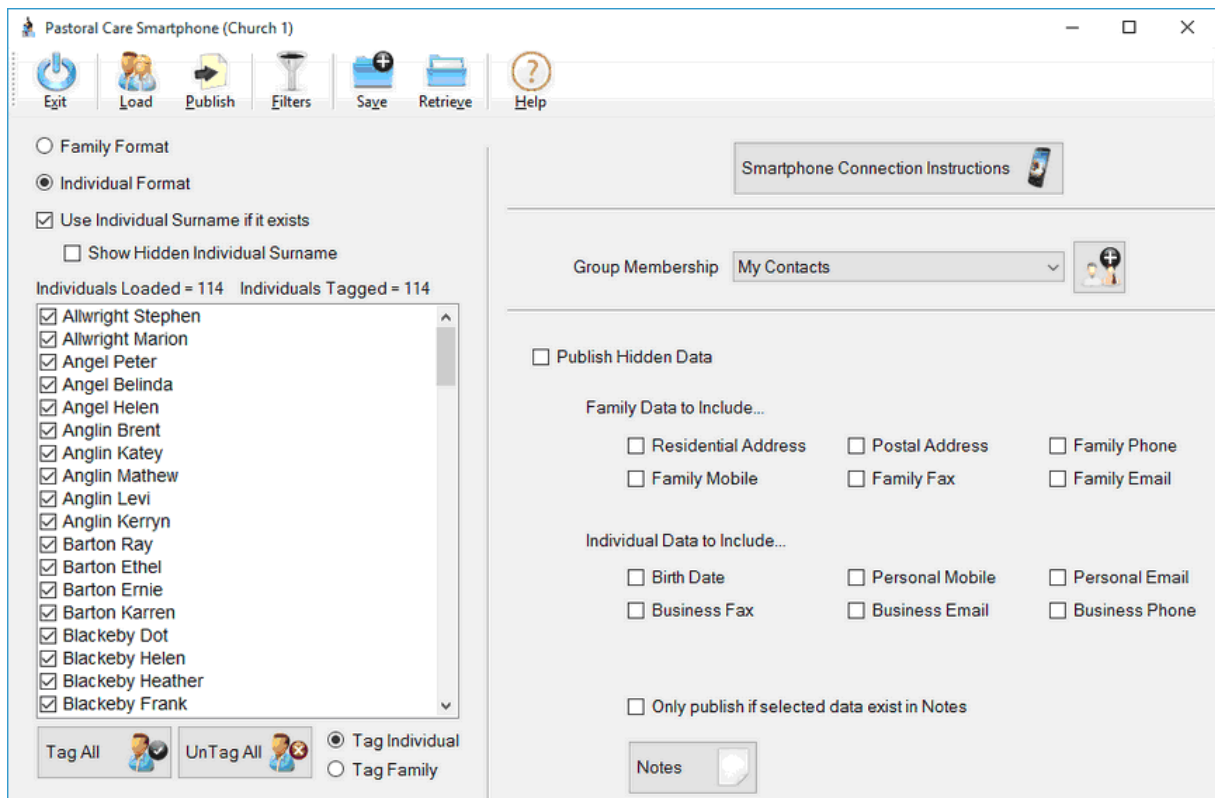 Pastoral Care Smartphone (Church 1)
Exit Load Publish Filters Save Retrieve Help
Family Format
Individual Format
Use Individual Surname if it exists
Show Hidden Individual Surname
Individuals Loaded = 114 Individuals Tagged = 114
Allwright Stephen
Allwright Marion
Angel Peter
Angel Belinda
Angel Helen
Anglin Brent
Anglin Katey
Anglin Mathew
Anglin Levi
Anglin Kerryn
Barton Ray
Barton Ethel
Barton Ernie
Barton Karren
Blackeby Dot
Blackeby Helen
Blackeby Heather
Blackeby Frank
Tag All
UnTag All
Tag Individual
Tag Family
Smartphone Connection Instructions
Group Membership My Contacts
Publish Hidden Data
Family Data to Include...
Residential Address Postal Address Family Phone
Family Mobile Family Fax Family Email
Individual Data to Include...
Birth Date Personal Mobile Personal Email
Business Fax Business Email Business Phone
Only publish if selected data exist in Notes
Notes